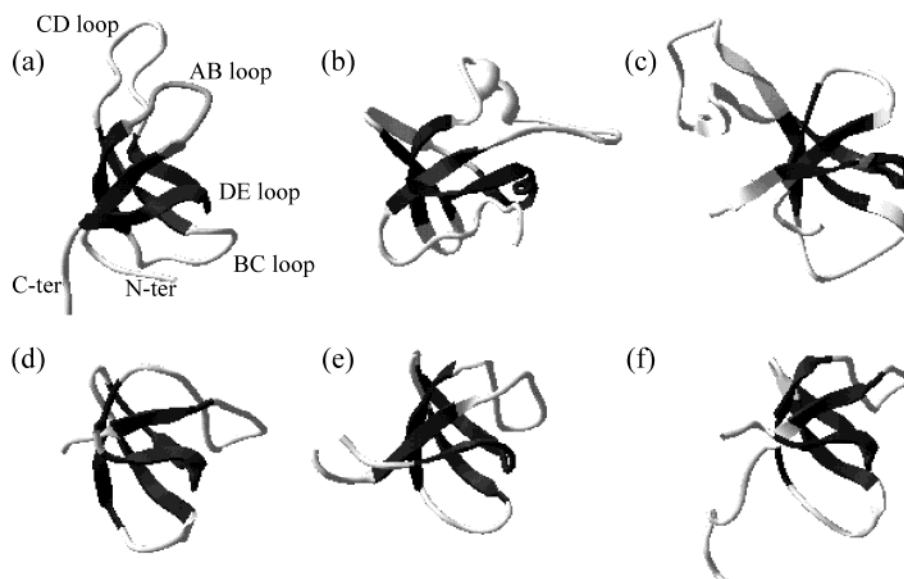 CD loop
(a)
AB loop
(b)
(c)
DE loop
BC loop
C-ter
N-ter
(d)
(e)
(f)